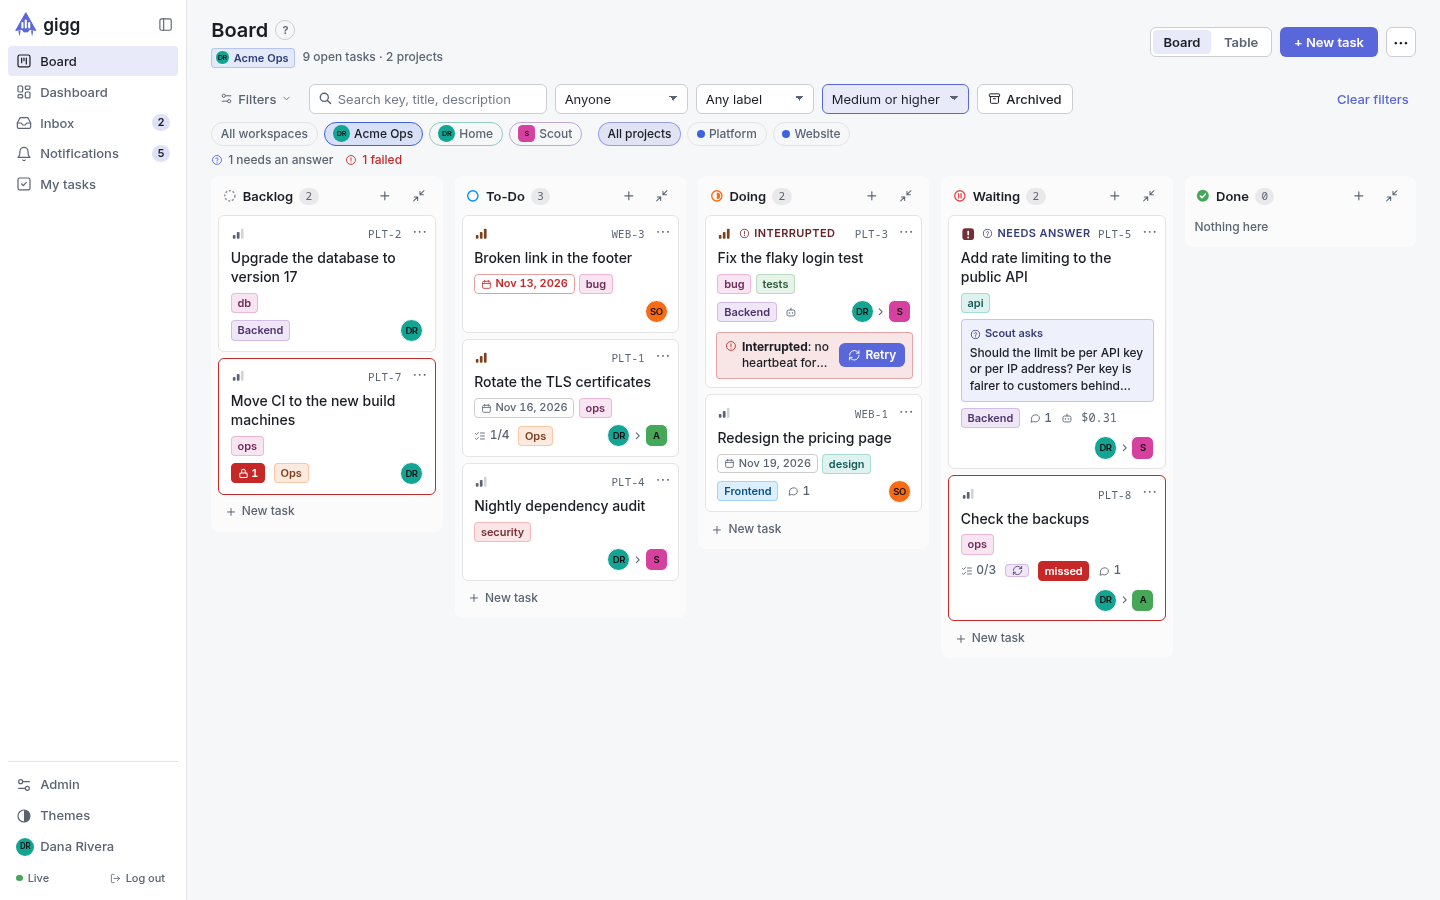 gigg
Board
Dashboard
Inbox 2
Notifications 5
My tasks
Admin
Themes
DR Dana Rivera
Live Log out
Board ?
DR Acme Ops 9 open tasks · 2 projects
Board Table + New task
Filters Search key, title, description Anyone Any label Medium or higher Archived Clear filters
All workspaces DR Acme Ops DR Home S Scout All projects Platform Website
1 needs an answer 1 failed
Backlog 2
PLT-2
Upgrade the database to
version 17
db
Backend DR
PLT-7
Move CI to the new build
machines
ops
1 Ops DR
+ New task
To-Do 3
WEB-3
Broken link in the footer
Nov 13, 2026 bug
SO
PLT-1
Rotate the TLS certificates
Nov 16, 2026 ops
1/4 Ops DR > A
PLT-4
Nightly dependency audit
security
DR > S
+ New task
Doing 2
INTERRUPTED PLT-3
Fix the flaky login test
bug tests
Backend DR > S
Interrupted: no
heartbeat for...
Retry
WEB-1
Redesign the pricing page
Nov 19, 2026 design
Frontend 1 SO
+ New task
Waiting 2
NEEDS ANSWER PLT-5
Add rate limiting to the
public API
api
Scout asks
Should the limit be per API key
or per IP address? Per key is
fairer to customers behind...
Backend 1 $0.31
DR > S
PLT-8
Check the backups
ops
0/3 missed 1
DR > A
+ New task
Done 0
Nothing here